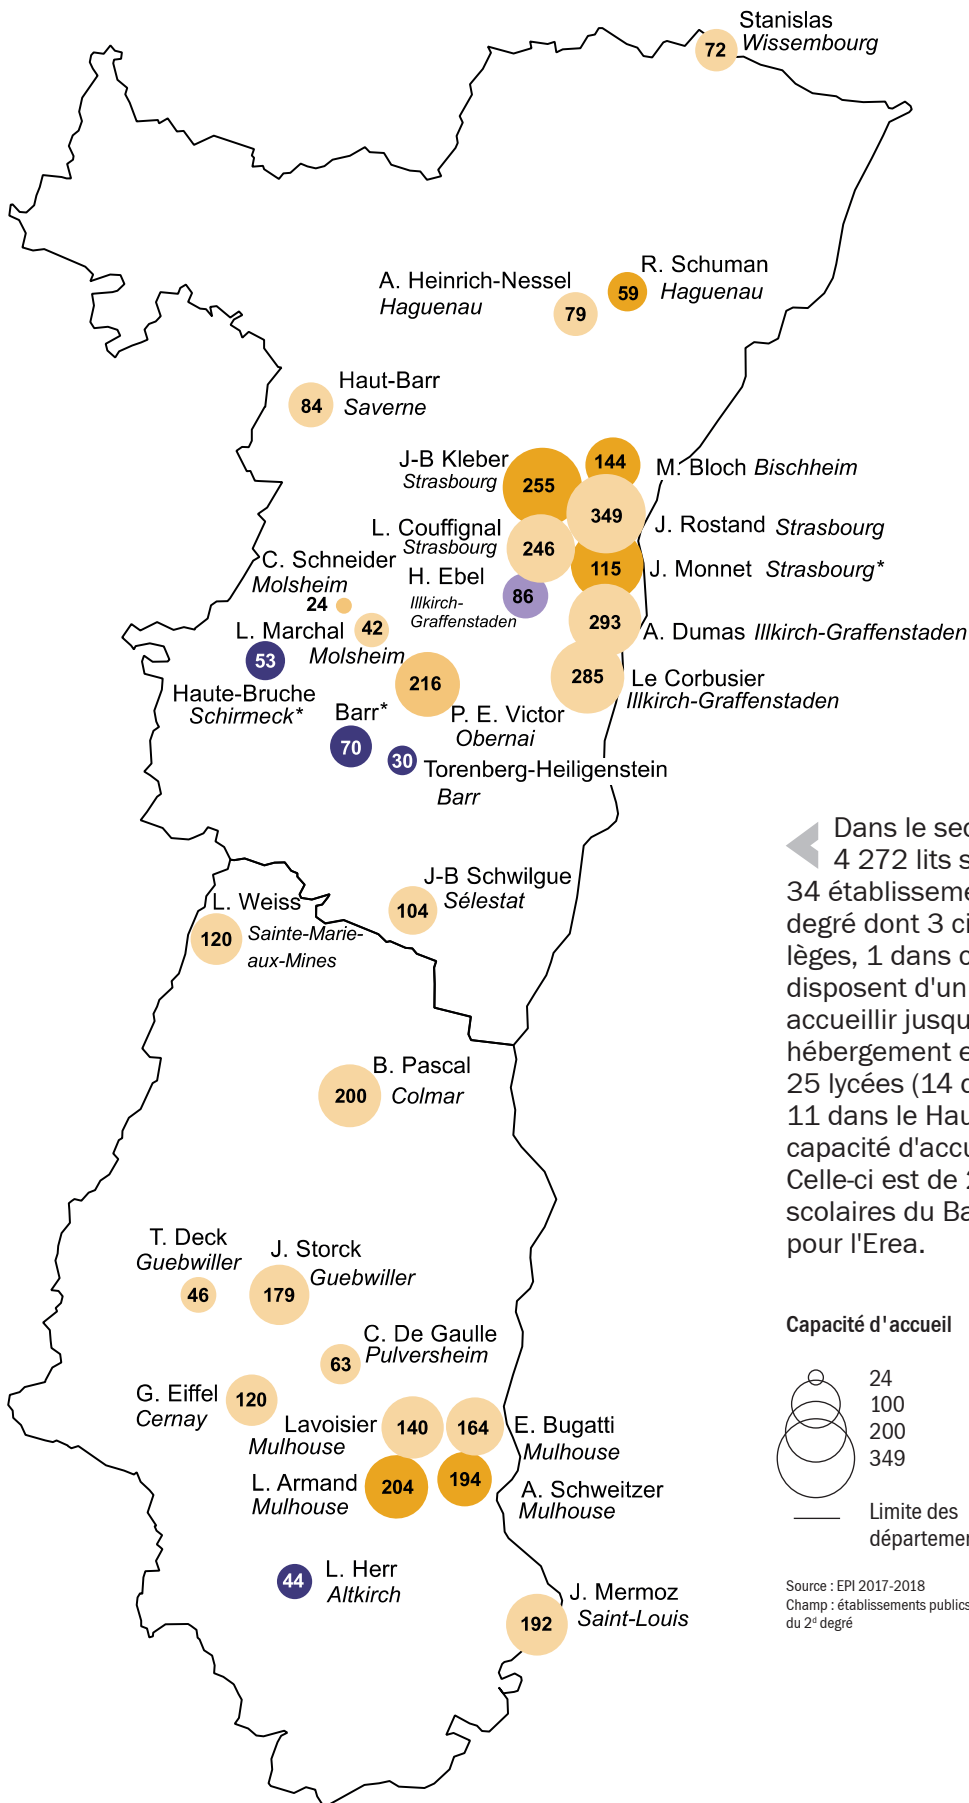 Stanislas
Wissembourg
72
R. Schuman
Haguenau
59
A. Heinrich-Nessel
Haguenau
79
Haut-Barr
Saverne
84
J-B Kleber
Strasbourg
255
144
M. Bloch Bischheim
349
J. Rostand Strasbourg
L. Couffignal
Strasbourg
246
C. Schneider
Molsheim
24
H. Ebel
Illkirch-
Graffenstaden
86
115
J. Monnet Strasbourg*
L. Marchal
Molsheim
42
293
A. Dumas Illkirch-Graffenstaden
53
Haute-Bruche
Schirmeck*
216
P. E. Victor
Obernai
285
Le Corbusier
Illkirch-Graffenstaden
Barr*
70
30
Torenberg-Heiligenstein
Barr
J-B Schwilgue
Sélestat
104
L. Weiss
Sainte-Marie-
aux-Mines
120
B. Pascal
Colmar
200
T. Deck
Guebwiller
46
J. Storck
Guebwiller
179
C. De Gaulle
Pulversheim
63
G. Eiffel
Cernay
120
Lavoisier
Mulhouse
140
164
E. Bugatti
Mulhouse
L. Armand
Mulhouse
204
194
A. Schweitzer
Mulhouse
44
L. Herr
Altkirch
J. Mermoz
Saint-Louis
192
Dans le sec
4 272 lits s
34 établisseme
degré dont 3 ci
lèges, 1 dans c
disposent d'un
accueillir jusqu
hébergement e
25 lycées (14 d
11 dans le Hau
capacité d'accu
Celle-ci est de 2
scolaires du Ba
pour l'Erea.
Capacité d'accueil
24
100
200
349
Limite des
départemen
Source : EPI 2017-2018
Champ : établissements publics
du 2d degré